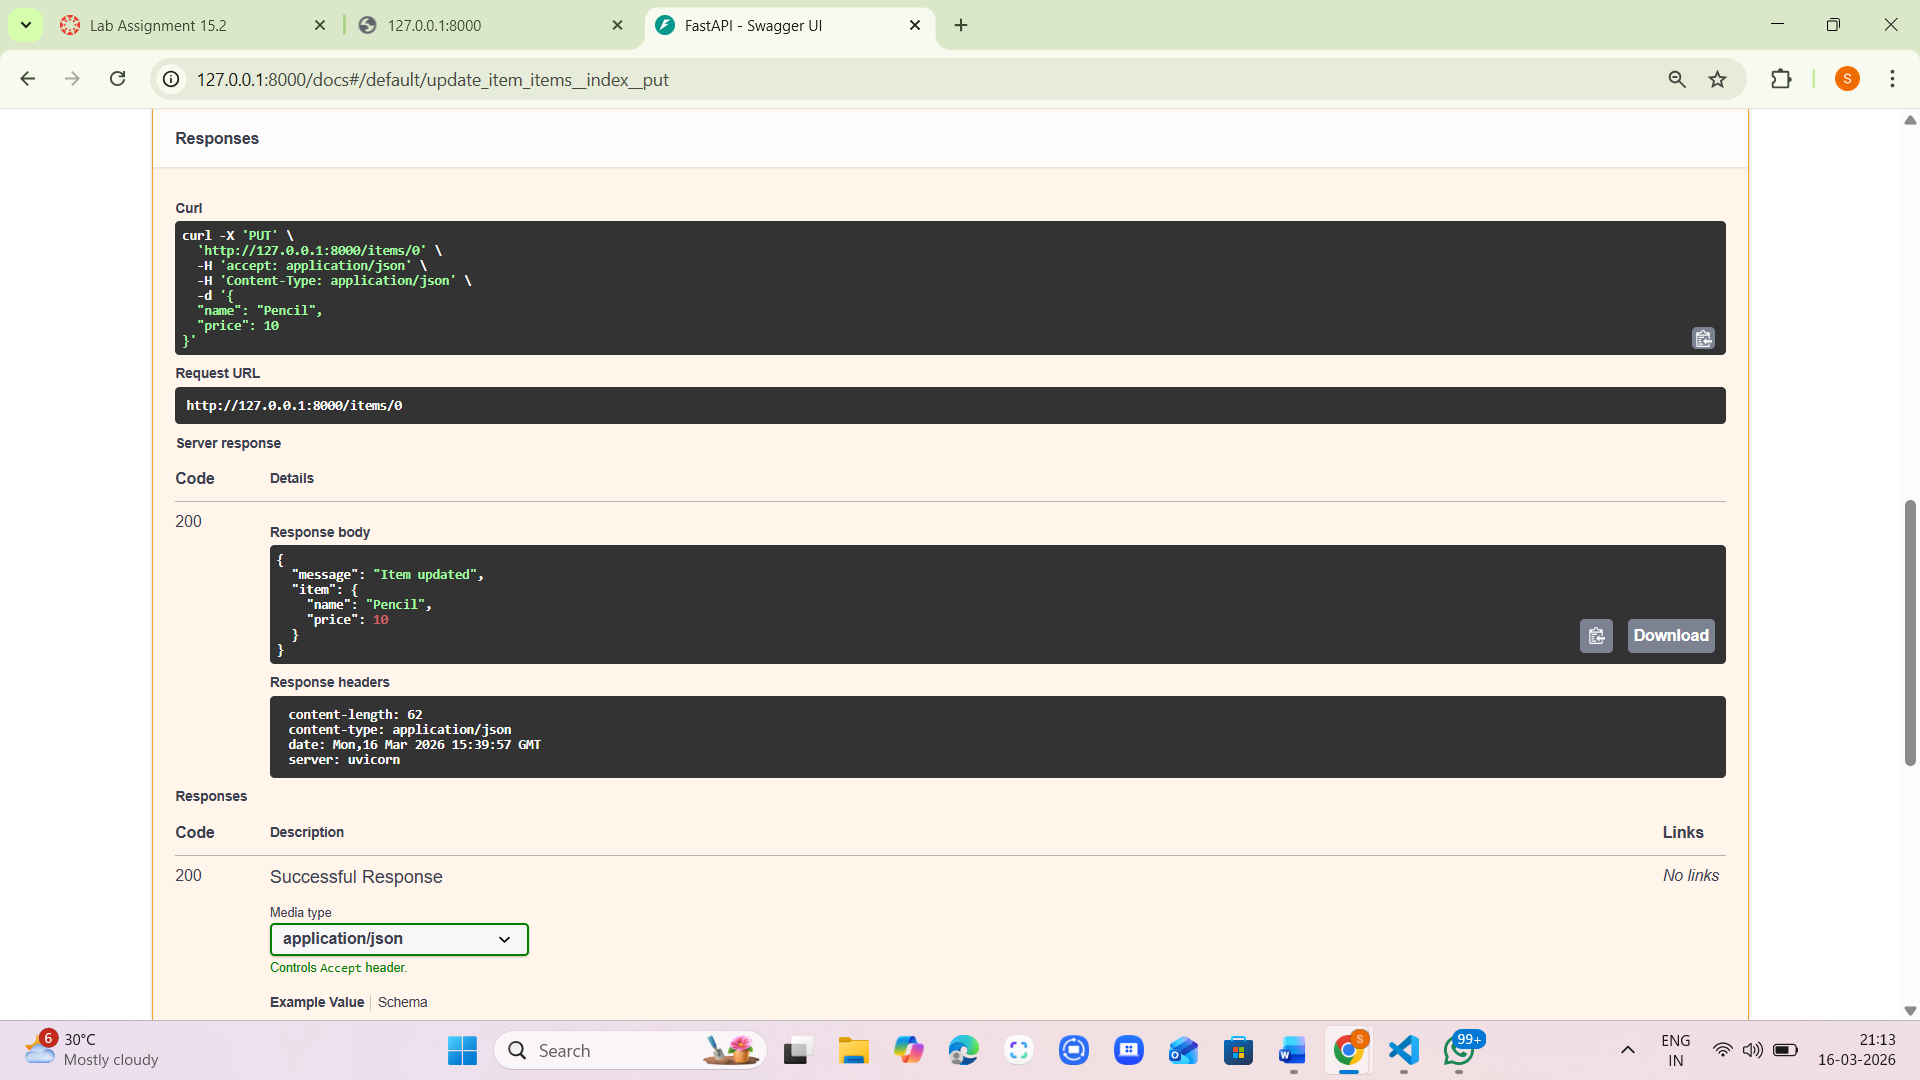 Lab Assignment 15.2
127.0.0.1:8000
FastAPI - Swagger UI
127.0.0.1:8000/docs#/default/update_item_items__index__put
S
Responses
Curl
curl -X 'PUT' \
'http://127.0.0.1:8000/items/0' \
-H 'accept: application/json' \
-H 'Content-Type: application/json' \
-d '{
"name": "Pencil",
"price": 10
}'
Request URL
http://127.0.0.1:8000/items/0
Server response
Code Details
200
Response body
{
"message": "Item updated",
"item": {
"name": "Pencil",
"price": 10
}
}
Download
Response headers
content-length: 62
content-type: application/json
date: Mon,16 Mar 2026 15:39:57 GMT
server: uvicorn
Responses
Code Description Links
200 Successful Response No links
Media type
application/json
Controls Accept header.
Example Value Schema
6
30°C
Mostly cloudy
Search
S
99+
ENG
IN
21:13
16-03-2026